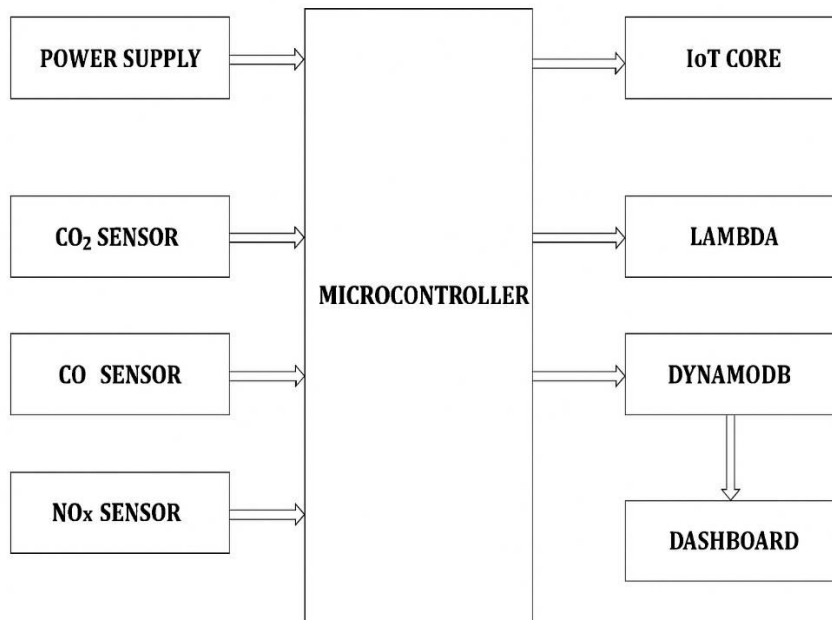 POWER SUPPLY
IoT CORE
CO₂ SENSOR
LAMBDA
MICROCONTROLLER
CO SENSOR
DYNAMODB
NOx SENSOR
DASHBOARD